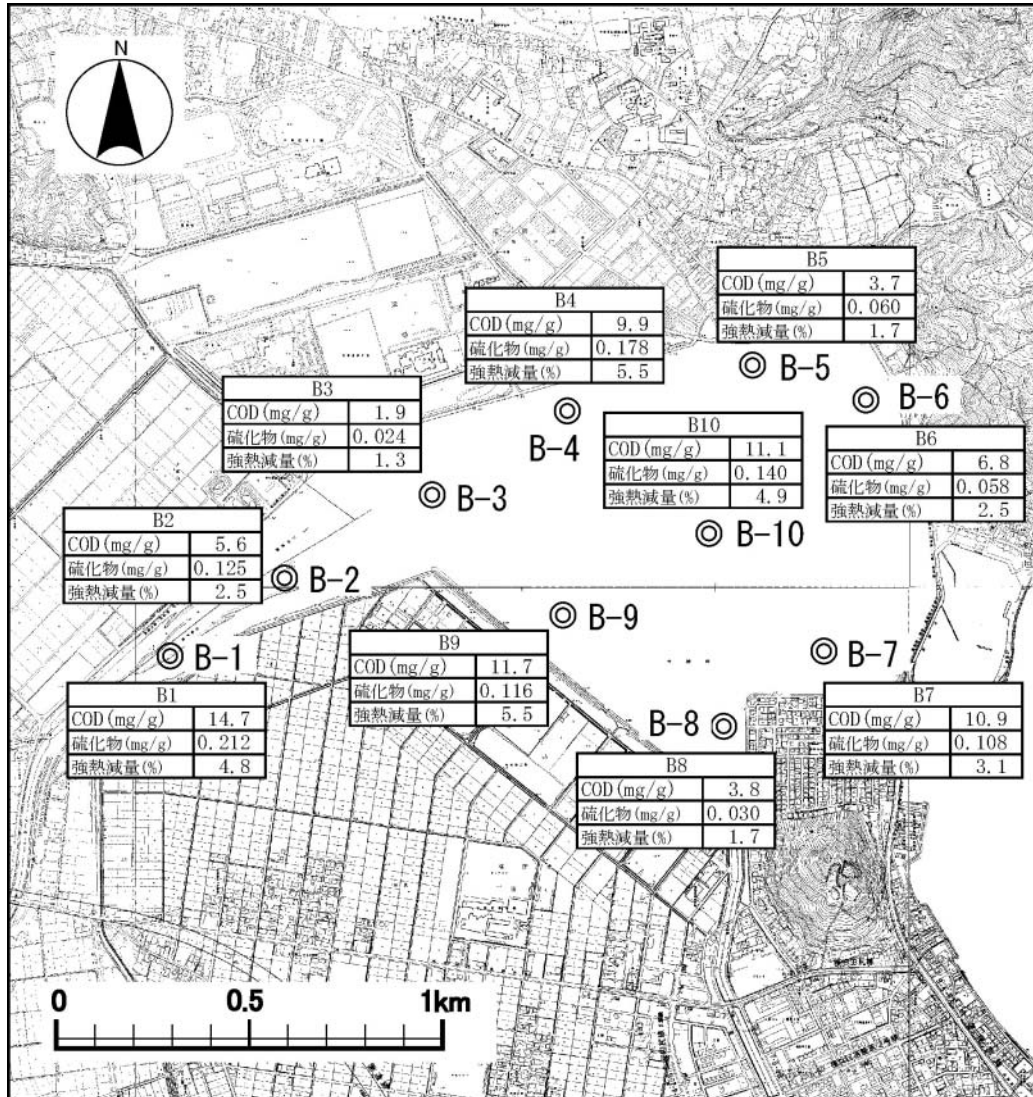 N
B5
COD(mg/g) 3.7
硫化物(mg/g) 0.060
強熱減量(%) 1.7
B4
COD(mg/g) 9.9
硫化物(mg/g) 0.178
強熱減量(%) 5.5
B-5
B-6
B3
COD(mg/g) 1.9
硫化物(mg/g) 0.024
強熱減量(%) 1.3
B-4
B10
COD(mg/g) 11.1
硫化物(mg/g) 0.140
強熱減量(%) 4.9
B6
COD(mg/g) 6.8
硫化物(mg/g) 0.058
強熱減量(%) 2.5
B-3
B2
COD(mg/g) 5.6
硫化物(mg/g) 0.125
強熱減量(%) 2.5
B-10
B-2
B-9
B-1
B9
COD(mg/g) 11.7
硫化物(mg/g) 0.116
強熱減量(%) 5.5
B-7
B1
COD(mg/g) 14.7
硫化物(mg/g) 0.212
強熱減量(%) 4.8
B7
COD(mg/g) 10.9
硫化物(mg/g) 0.108
強熱減量(%) 3.1
B-8
B8
COD(mg/g) 3.8
硫化物(mg/g) 0.030
強熱減量(%) 1.7
0 0.5 1km